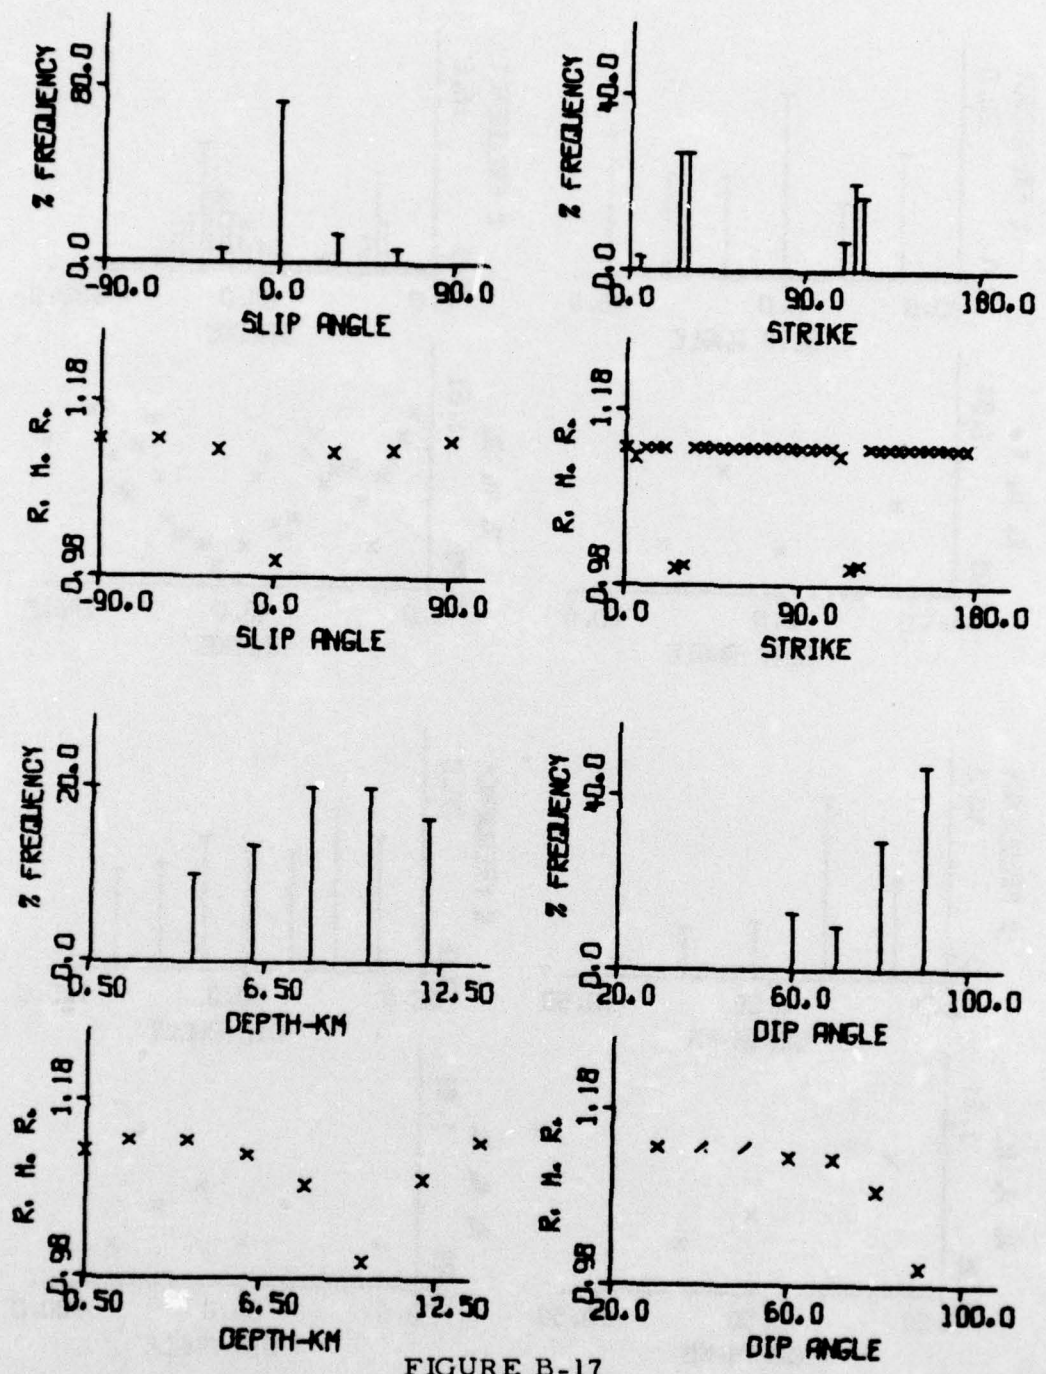 % FREQUENCY
80.0
0.0
-90.0 0.0 90.0
SLIP ANGLE
% FREQUENCY
40.0
0.0
0.0 90.0 180.0
STRIKE
R. M. R.
1.18
0.98
-90.0 0.0 90.0
SLIP ANGLE
R. M. R.
1.18
0.98
0.0 90.0 180.0
STRIKE
% FREQUENCY
20.0
0.0
0.50 6.50 12.50
DEPTH-KM
% FREQUENCY
40.0
0.0
20.0 60.0 100.0
DIP ANGLE
R. M. R.
1.18
0.98
0.50 6.50 12.50
DEPTH-KM
R. M. R.
1.18
0.98
20.0 60.0 100.0
DIP ANGLE
FIGURE B-17